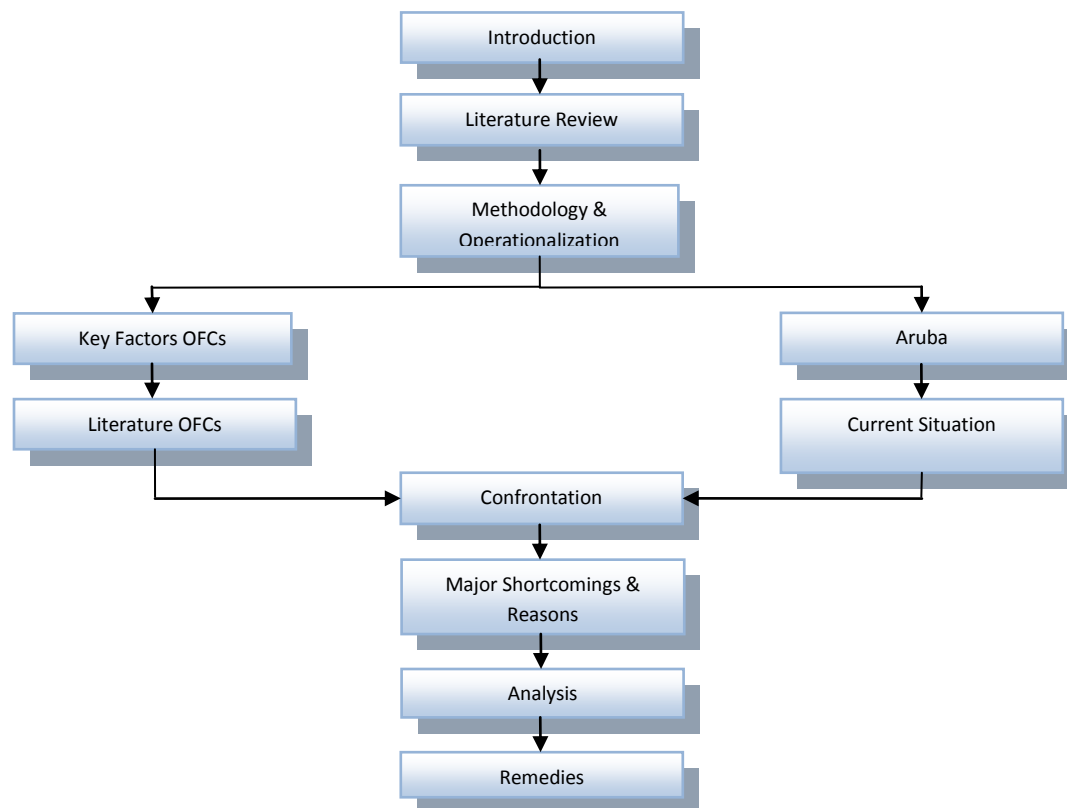 Introduction
Literature Review
Methodology &
Operationalization
Key Factors OFCs
Aruba
Literature OFCs
Current Situation
Confrontation
Major Shortcomings &
Reasons
Analysis
Remedies